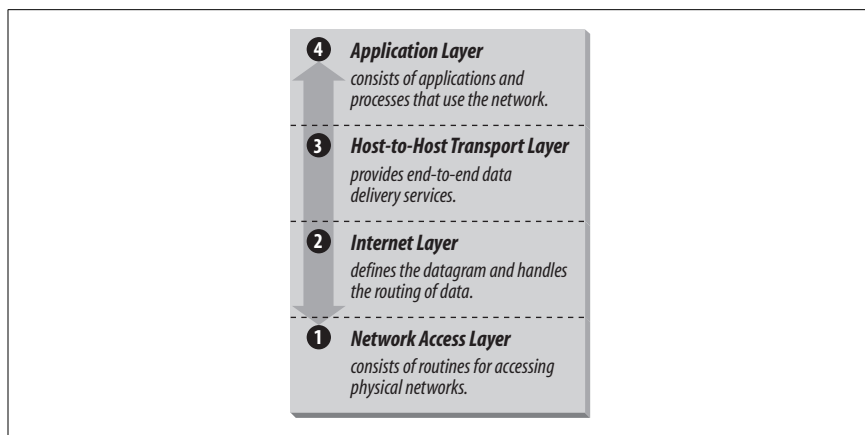 4 Application Layer
consists of applications and
processes that use the network.
3 Host-to-Host Transport Layer
provides end-to-end data
delivery services.
2 Internet Layer
defines the datagram and handles
the routing of data.
1 Network Access Layer
consists of routines for accessing
physical networks.